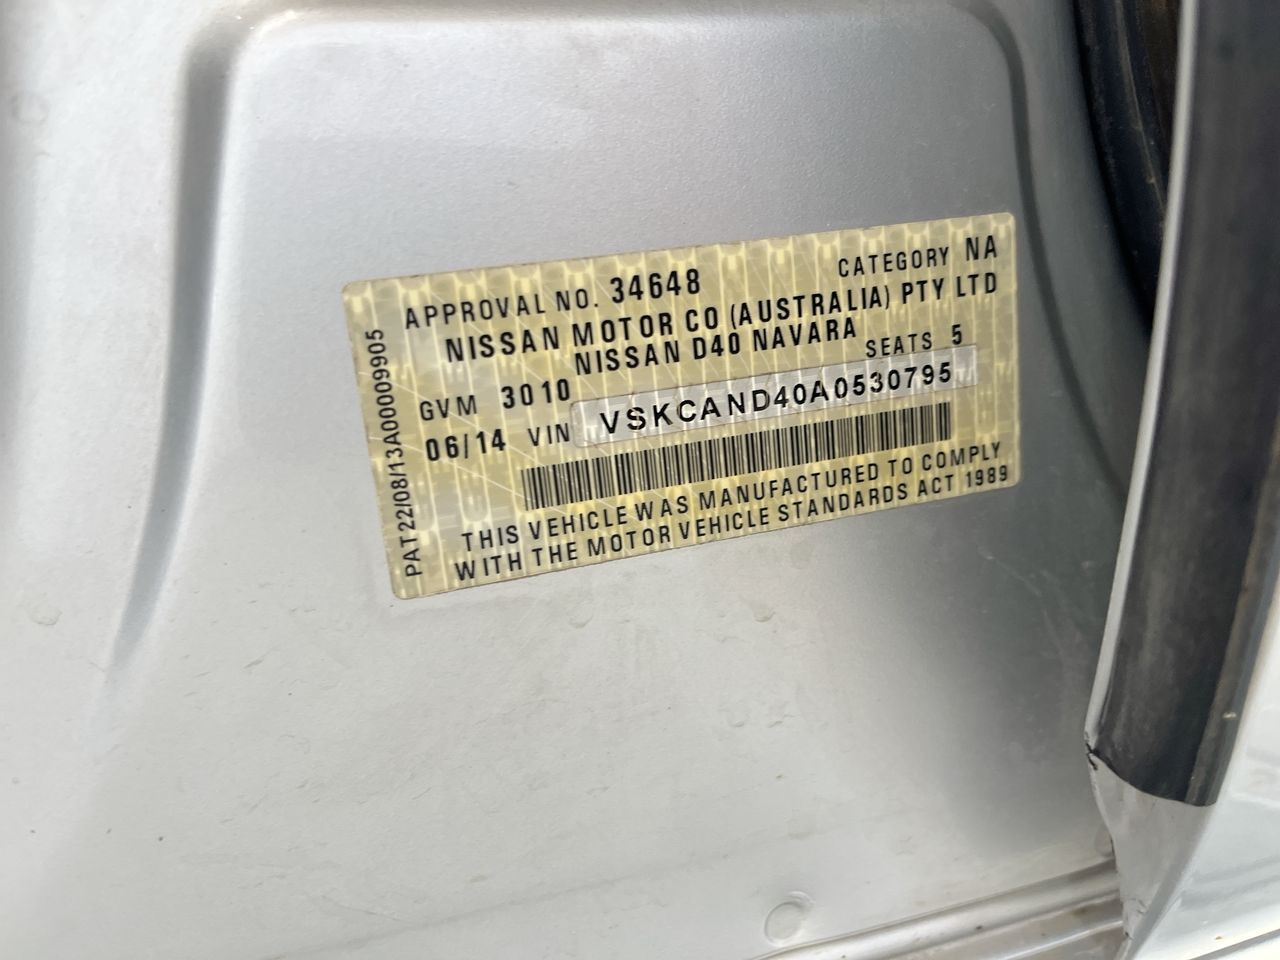 APPROVAL NO. 34648 CATEGORY NA
NISSAN MOTOR CO (AUSTRALIA) PTY LTD
NISSAN D40 NAVARA
GVM 3010 SEATS 5
06/14 VIN VSKCAND40A0530795
THIS VEHICLE WAS MANUFACTURED TO COMPLY
WITH THE MOTOR VEHICLE STANDARDS ACT 1989
PAT22/08/13A00009905